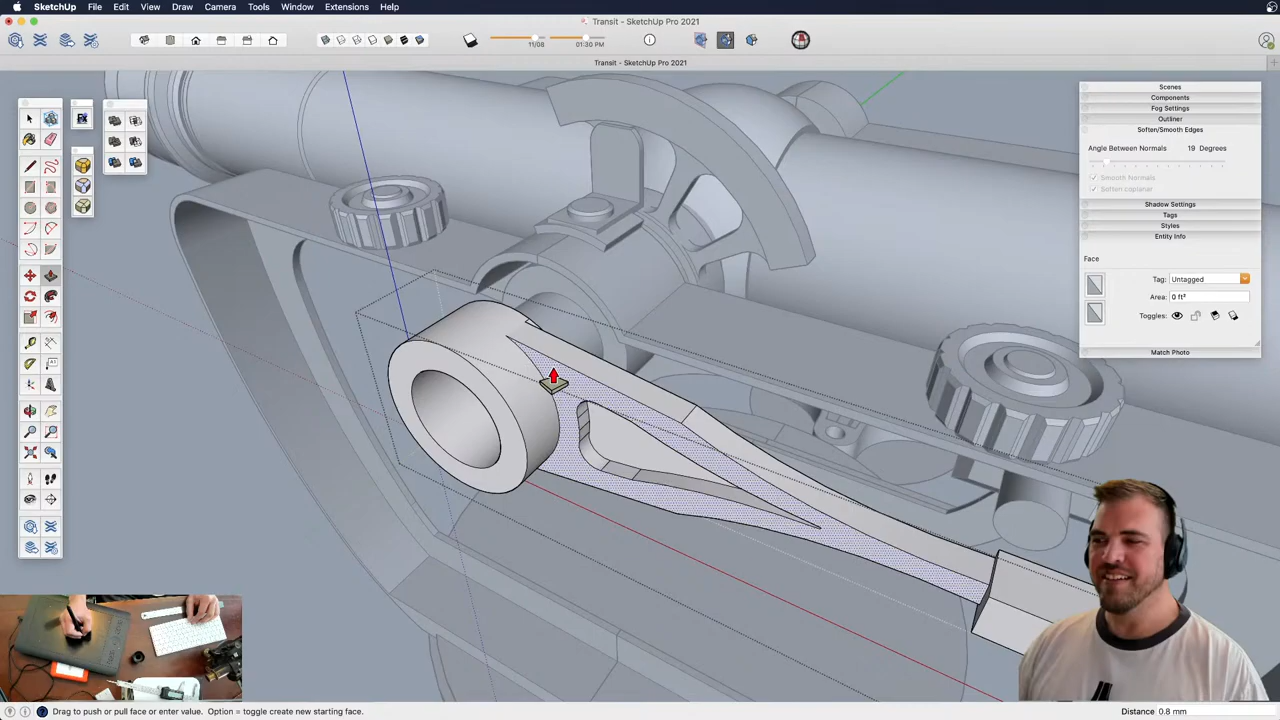 SketchUp File Edit View Draw Camera Tools Window Extensions Help
Transit - SketchUp Pro 2021
11/08 01:30 PM
Transit - SketchUp Pro 2021
Scenes
Components
Fog Settings
Outliner
Soften/Smooth Edges
Angle Between Normals 19 Degrees
Smooth Normals
Soften coplanar
Shadow Settings
Tags
Styles
Entity Info
Face
Tag: Untagged
Area: 0 ft²
Toggles:
Match Photo
Drag to push or pull face or enter value. Option = toggle create new starting face.
Distance 0.8 mm